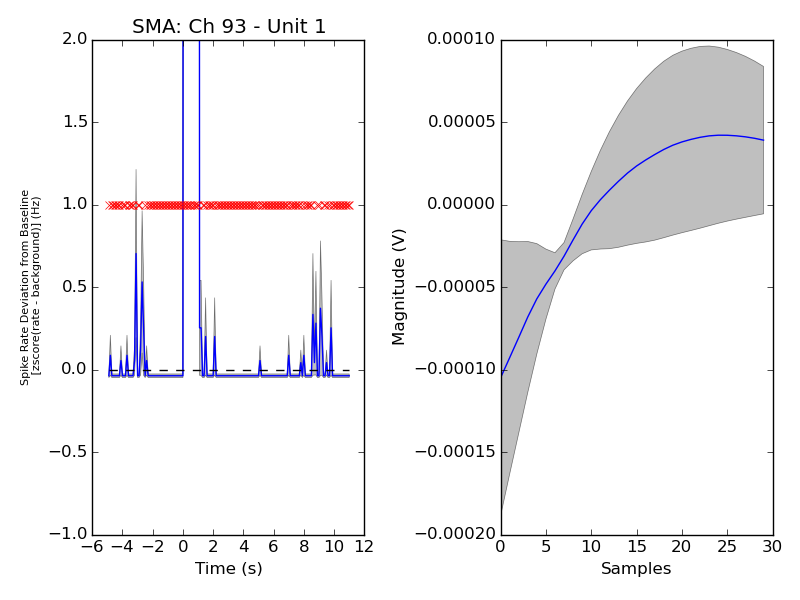 SMA: Ch 93 - Unit 1
2.0
1.5
1.0
0.5
0.0
−0.5
−1.0
−6 −4 −2 0 2 4 6 8 10 12
Time (s)
Spike Rate Deviation from Baseline
[zscore(rate - background)] (Hz)
0.00010
0.00005
0.00000
−0.00005
−0.00010
−0.00015
−0.00020
0 5 10 15 20 25 30
Samples
Magnitude (V)